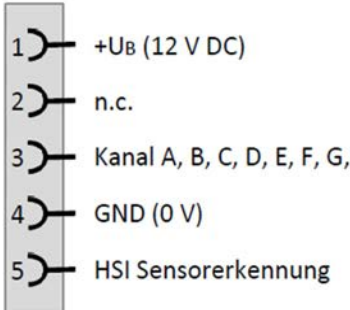 1 +UB (12 V DC)
2 n.c.
3 Kanal A, B, C, D, E, F, G,
4 GND (0 V)
5 HSI Sensorerkennung